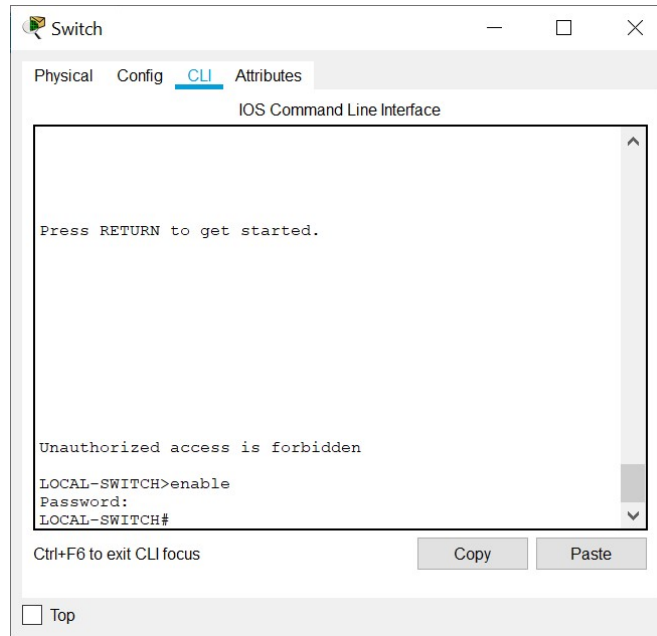 Switch
Physical Config CLI Attributes
IOS Command Line Interface
Press RETURN to get started.
Unauthorized access is forbidden
LOCAL-SWITCH>enable
Password:
LOCAL-SWITCH#
Ctrl+F6 to exit CLI focus
Copy Paste
Top